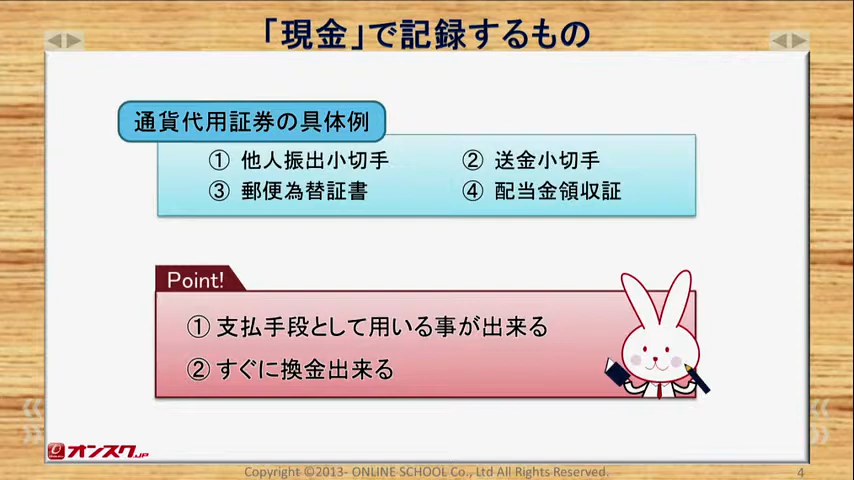 「現金」で記録するもの
通貨代用証券の具体例
① 他人振出小切手 ② 送金小切手
③ 郵便為替証書 ④ 配当金領収証
Point!
① 支払手段として用いる事が出来る
② すぐに換金出来る
オンスク.JP
Copyright ©2013- ONLINE SCHOOL Co., Ltd All Rights Reserved.
4